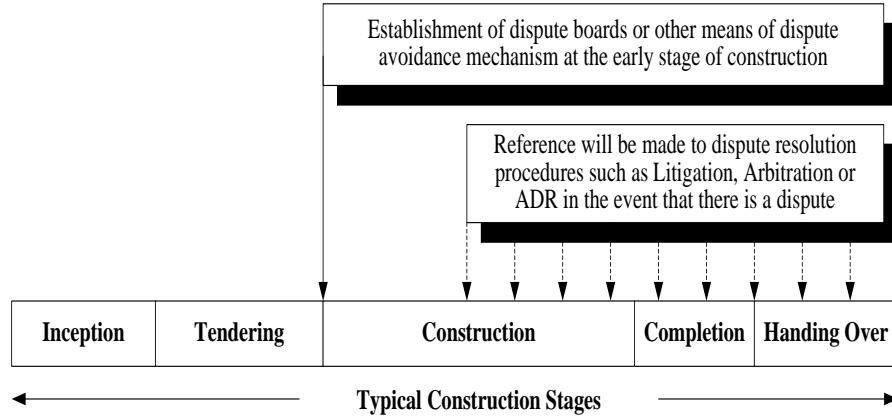 Establishment of dispute boards or other means of dispute
avoidance mechanism at the early stage of construction
Reference will be made to dispute resolution
procedures such as Litigation, Arbitration or
ADR in the event that there is a dispute
Inception
Tendering
Construction
Completion
Handing Over
Typical Construction Stages